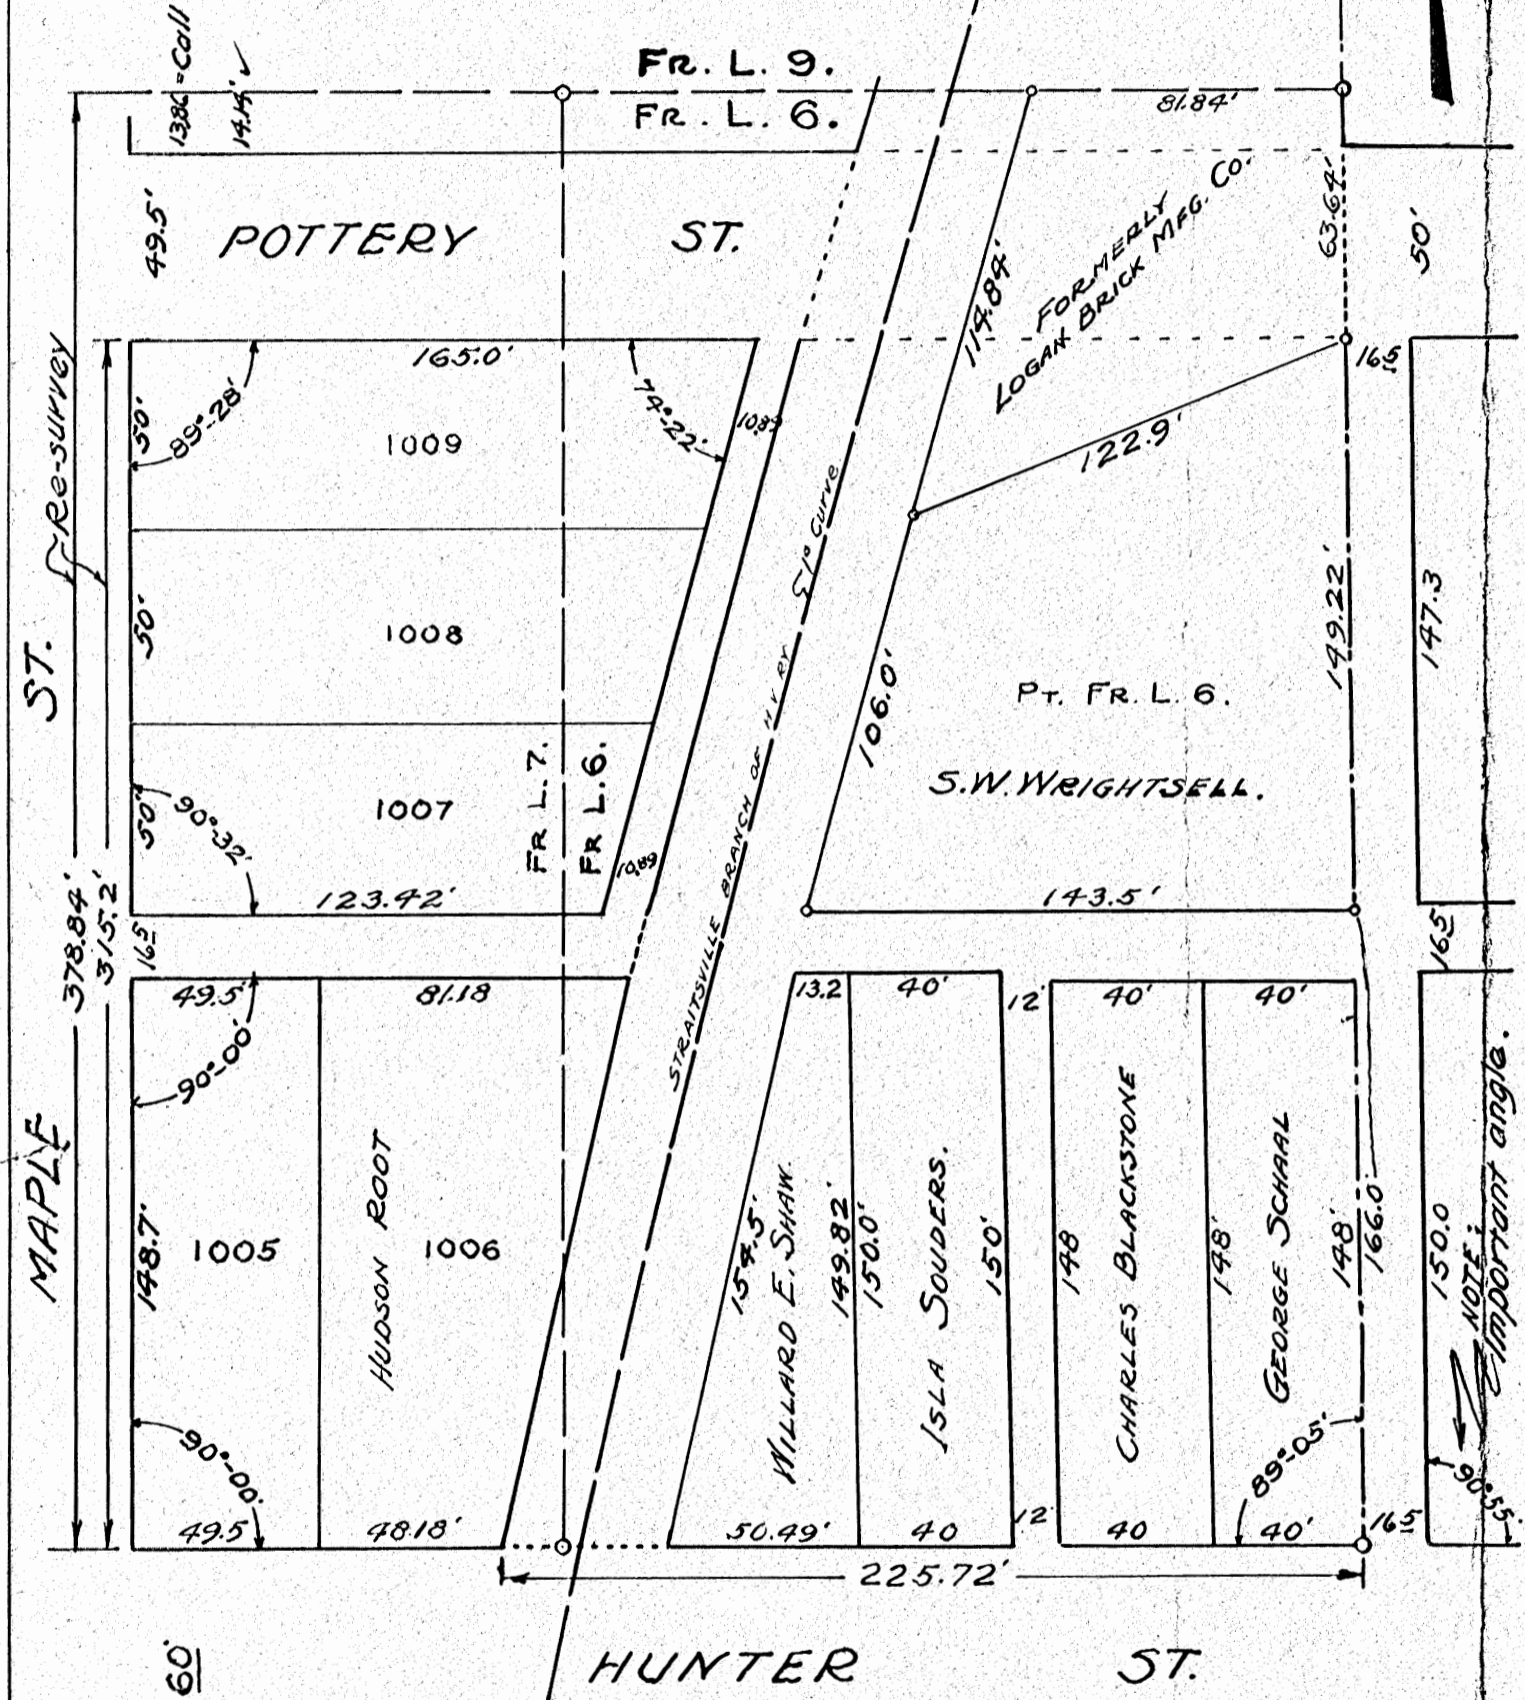 13.86 = Call
14.14' ✓
FR. L. 9.
FR. L. 6.
81.84'
49.5'
POTTERY ST.
FORMERLY
LOGAN BRICK MFG. CO.
63.64'
50'
114.84'
Re-survey
165.0'
89°-28'
74°-22'
10.89
16 5
50'
1009
122.9'
1° Curve
50'
1008
149.22'
147.3
ST.
106.0'
PT. FR. L. 6.
S.W. WRIGHTSELL.
FR L. 7.
FR L. 6.
50'
90°-32'
1007
10.89
123.42'
143.5'
378.84'
315.2'
16 5
16 5
STRAITSVILLE BRANCH OF H V RY
49.5'
81.18
13.2
40'
12'
40'
40'
90°-00'
MAPLE
148.7'
1005
HUDSON ROOT
1006
154.5'
WILLARD E. SHAW.
149.82'
150.0'
ISLA SOUDERS.
150'
148
CHARLES BLACKSTONE
148'
GEORGE SCHAAL
148'
166.0'
150.0
NOTE:
Important angle.
90°-00'
89°-05'
90°-55'
49.5
48.18'
50.49'
40
12'
40
40'
16 5
225.72'
60'
HUNTER ST.